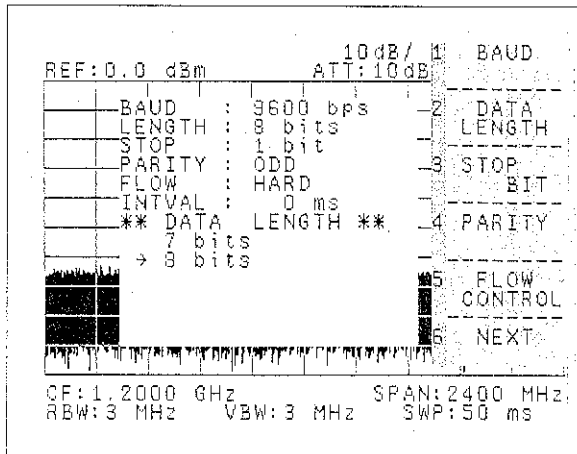 10dB/
REF:0.0 dBm ATT:10dB
BAUD : 9600 bps
LENGTH : 8 bits
STOP : 1 bit
PARITY : ODD
FLOW : HARD
INTVAL : 0 ms
** DATA LENGTH **
7 bits
→ 8 bits
1 BAUD
2 DATA
LENGTH
3 STOP
BIT
4 PARITY
5 FLOW
CONTROL
6 NEXT
CF:1.2000 GHz SPAN:2400 MHz
RBW:3 MHz VBW:3 MHz SWP:50 ms